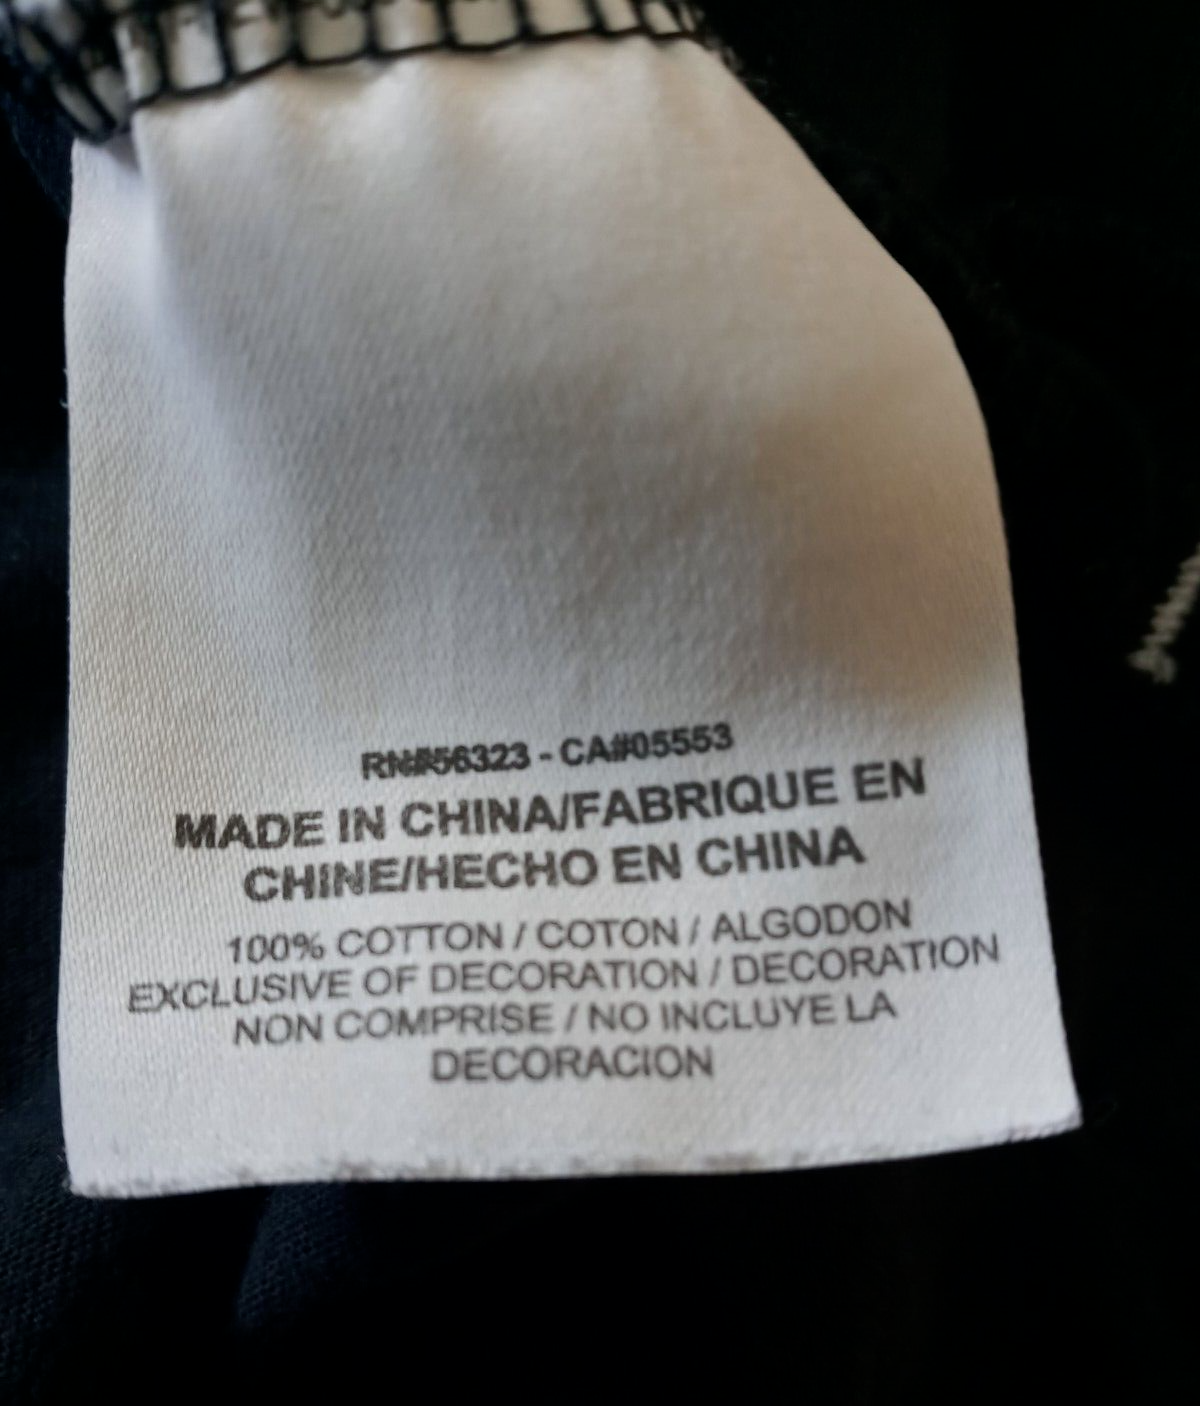 RN#56323 - CA#05553
MADE IN CHINA/FABRIQUE EN
CHINE/HECHO EN CHINA
100% COTTON / COTON / ALGODON
EXCLUSIVE OF DECORATION / DECORATION
NON COMPRISE / NO INCLUYE LA
DECORACION